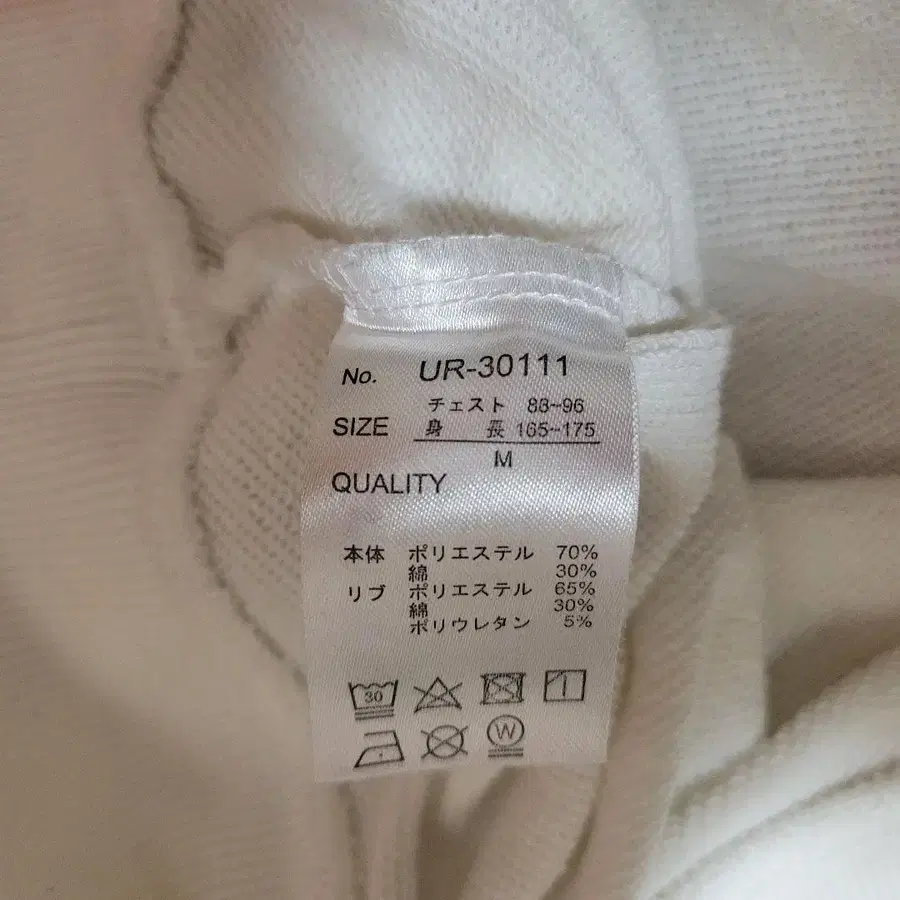 No. UR-30111
チェスト 88~96
SIZE 身 長 165~175
M
QUALITY
本体 ポリエステル 70%
綿 30%
リブ ポリエステル 65%
綿 30%
ポリウレタン 5%
30
W